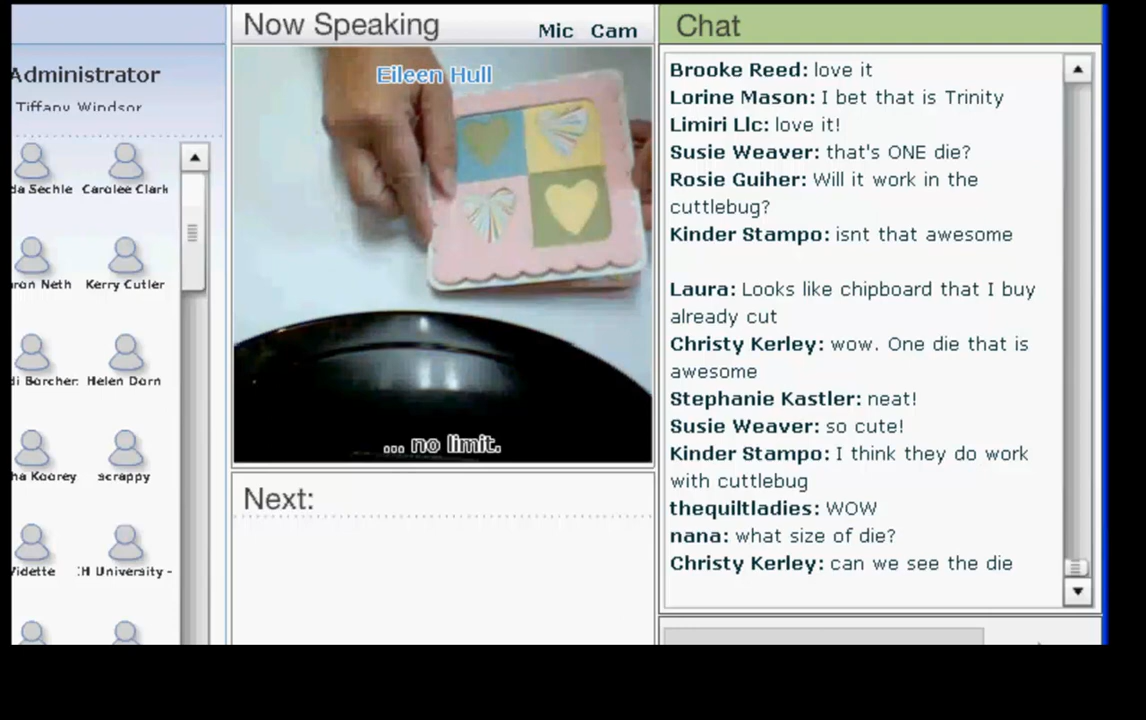 Administrator
Tiffany Windsor
Carolee Clark
Neth
Kerry Cutler
Helen Dorn
Koorey
scrappy
Vidette
University -
Now Speaking
Mic Cam
Eileen Hull
... no limit.
Next:
Chat
Brooke Reed: love it
Lorine Mason: I bet that is Trinity
Limiri Llc: love it!
Susie Weaver: that's ONE die?
Rosie Guiher: Will it work in the
cuttlebug?
Kinder Stampo: isnt that awesome
Laura: Looks like chipboard that I buy
already cut
Christy Kerley: wow. One die that is
awesome
Stephanie Kastler: neat!
Susie Weaver: so cute!
Kinder Stampo: I think they do work
with cuttlebug
thequiltladies: WOW
nana: what size of die?
Christy Kerley: can we see the die